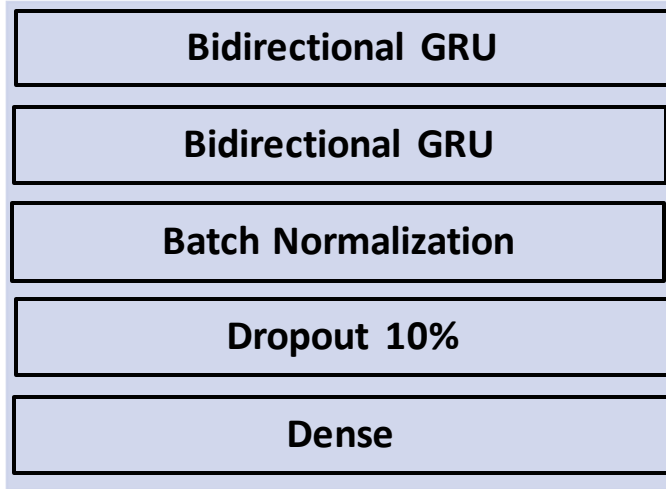 Bidirectional GRU
Bidirectional GRU
Batch Normalization
Dropout 10%
Dense